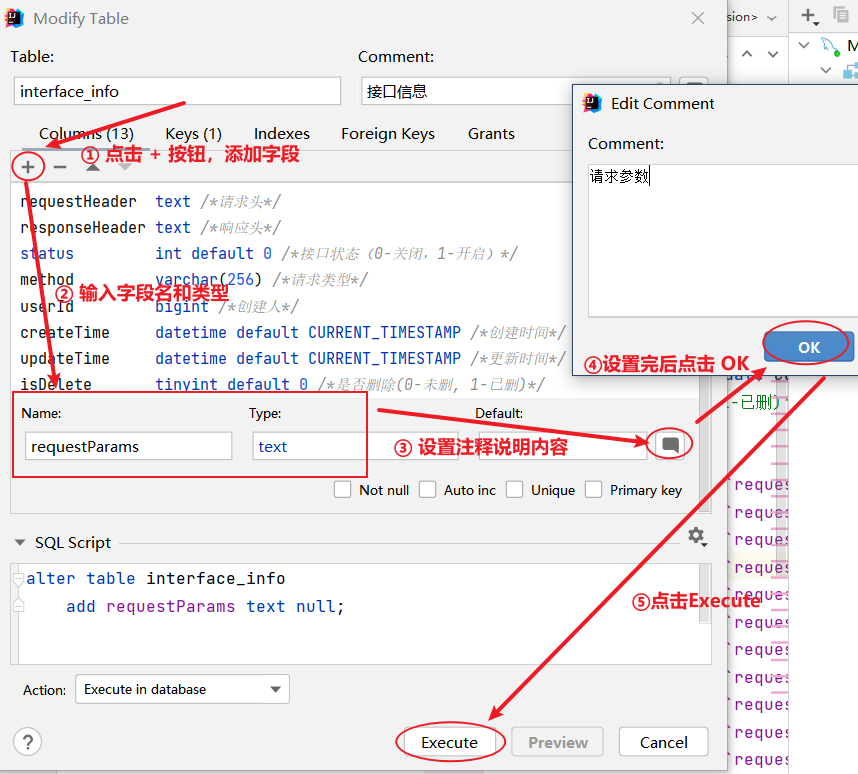 Modify Table
Table:
Comment:
interface_info
接口信息
Columns (13)
Keys (1)
Indexes
Foreign Keys
Grants
① 点击 + 按钮，添加字段
requestHeader text /*请求头*/
responseHeader text /*响应头*/
status int default 0 /*接口状态（0-关闭，1-开启）*/
method varchar(256) /*请求类型*/
② 输入字段名和类型
userId bigint /*创建人*/
createTime datetime default CURRENT_TIMESTAMP /*创建时间*/
updateTime datetime default CURRENT_TIMESTAMP /*更新时间*/
isDelete tinyint default 0 /*是否删除(0-未删, 1-已删)*/
Name:
Type:
Default:
requestParams
text
③ 设置注释说明内容
Not null
Auto inc
Unique
Primary key
SQL Script
alter table interface_info
add requestParams text null;
Action:
Execute in database
?
Execute
Preview
Cancel
sion>
M
Edit Comment
Comment:
请求参数
OK
④设置完后点击 OK
-已删)
⑤点击Execute
`reques
`reques
`reques
`reques
`reques
`reques
`reques
`reques
`reques
`reques
`reques